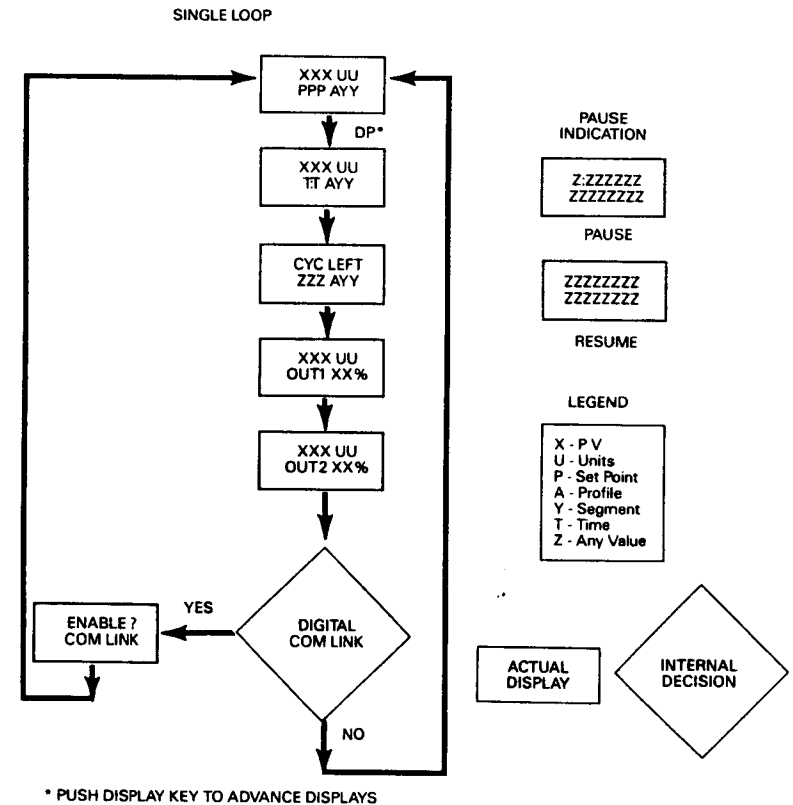 SINGLE LOOP
XXX UU
PPP AYY
DP*
XXX UU
T:T AYY
CYC LEFT
ZZZ AYY
XXX UU
OUT1 XX%
XXX UU
OUT2 XX%
DIGITAL
COM LINK
YES
ENABLE ?
COM LINK
NO
* PUSH DISPLAY KEY TO ADVANCE DISPLAYS
PAUSE
INDICATION
Z:ZZZZZZ
ZZZZZZZZ
PAUSE
ZZZZZZZZ
ZZZZZZZZ
RESUME
LEGEND
X - P V
U - Units
P - Set Point
A - Profile
Y - Segment
T - Time
Z - Any Value
ACTUAL
DISPLAY
INTERNAL
DECISION